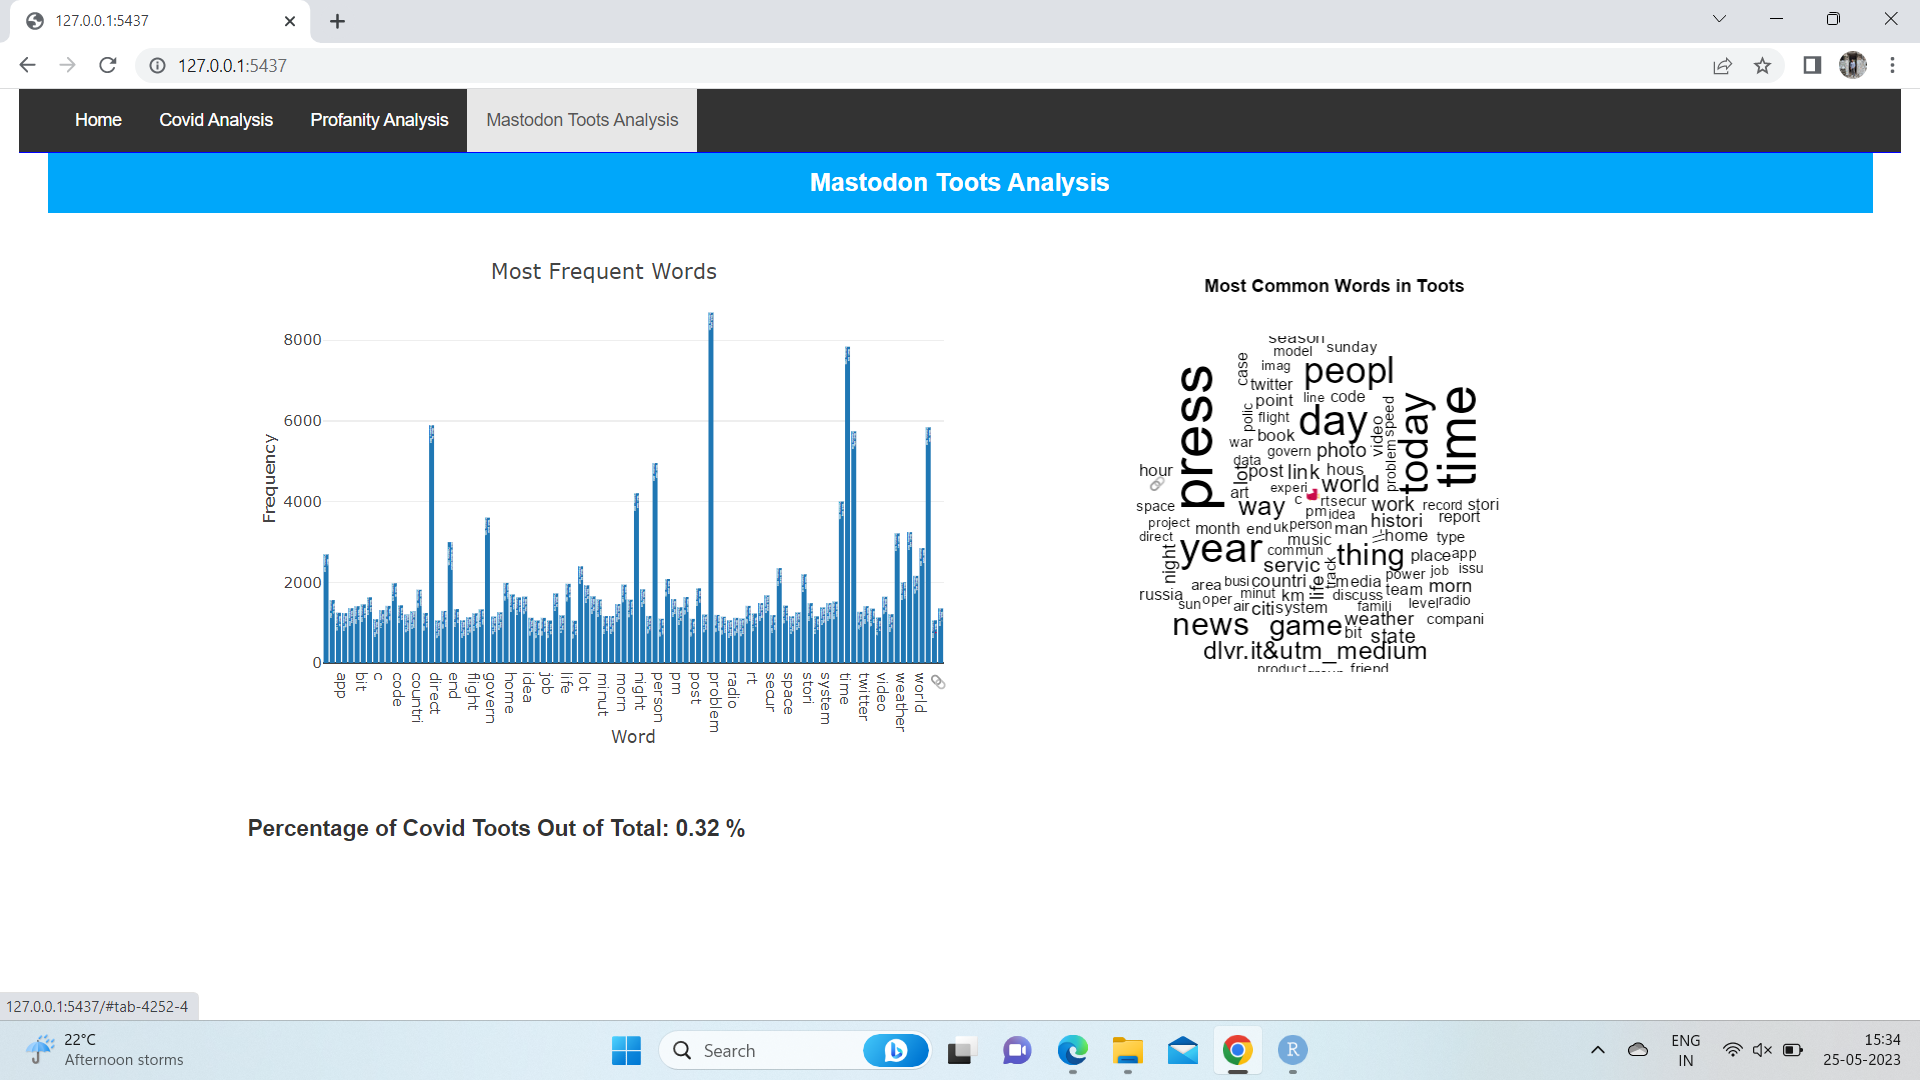 127.0.0.1:5437
127.0.0.1:5437
Home
Covid Analysis
Profanity Analysis
Mastodon Toots Analysis
Mastodon Toots Analysis
Most Frequent Words
Frequency
8000
6000
4000
2000
0
app
bit
c
code
countri
direct
end
flight
govern
home
idea
job
life
lot
minut
morn
night
person
pm
post
problem
radio
rt
secur
space
stori
system
time
twitter
video
weather
world
Word
Most Common Words in Toots
season
model
sunday
case
imag
peopl
twitter
press
point
line
code
time
today
polic
flight
day
speed
video
war
book
govern
photo
problem
data
lot
post
link
hous
hour
world
art
experi
c
rt
secur
space
way
pm
idea
work
record
stori
project
month
end
uk
person
man
histori
report
direct
music
home
type
year
commun
thing
place
app
night
servic
track
power
job
issu
area
busi
countri
life
media
team
morn
russia
minut
km
discuss
sun
oper
air
citi
system
famili
level
radio
news
game
weather
compani
bit
state
dlvr.it&utm_medium
product
friend
Percentage of Covid Toots Out of Total: 0.32 %
127.0.0.1:5437/#tab-4252-4
22°C
Afternoon storms
Search
R
ENG
IN
15:34
25-05-2023